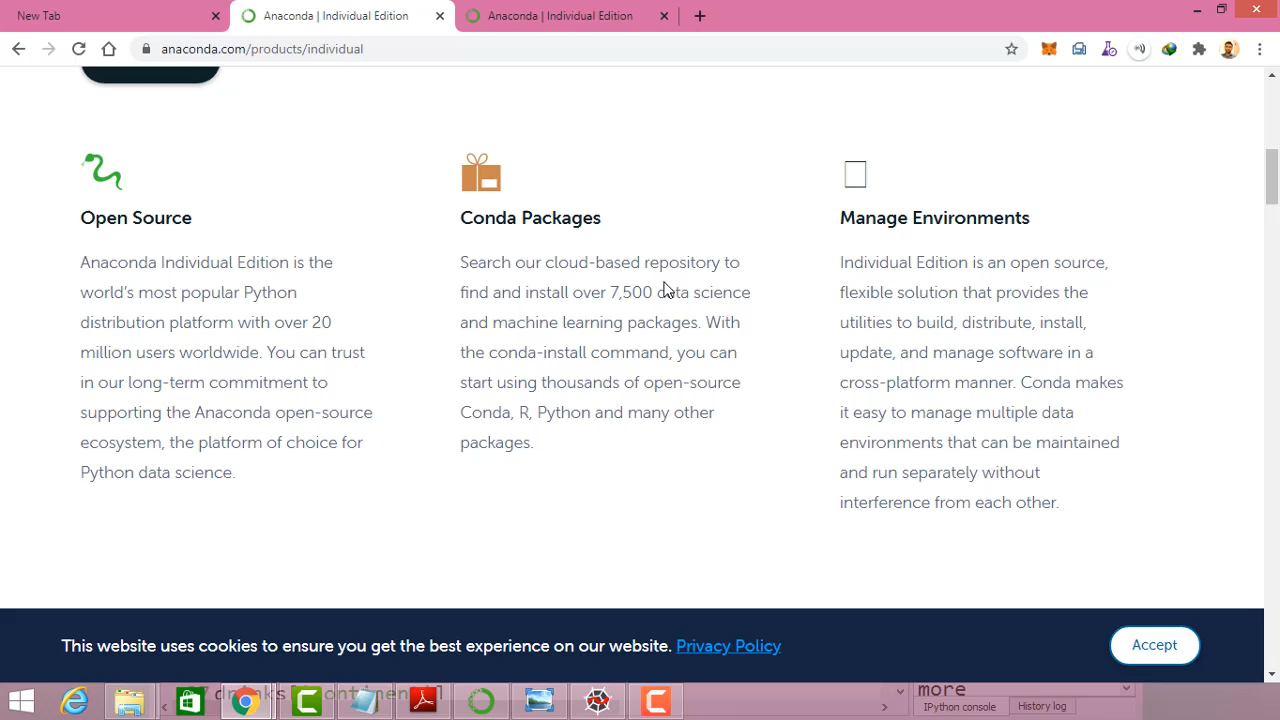 New Tab
Anaconda | Individual Edition
Anaconda | Individual Edition
anaconda.com/products/individual
Open Source
Anaconda Individual Edition is the
world's most popular Python
distribution platform with over 20
million users worldwide. You can trust
in our long-term commitment to
supporting the Anaconda open-source
ecosystem, the platform of choice for
Python data science.
Conda Packages
Search our cloud-based repository to
find and install over 7,500 data science
and machine learning packages. With
the conda-install command, you can
start using thousands of open-source
Conda, R, Python and many other
packages.
Manage Environments
Individual Edition is an open source,
flexible solution that provides the
utilities to build, distribute, install,
update, and manage software in a
cross-platform manner. Conda makes
it easy to manage multiple data
environments that can be maintained
and run separately without
interference from each other.
This website uses cookies to ensure you get the best experience on our website. Privacy Policy
Accept
more
IPython console
History log